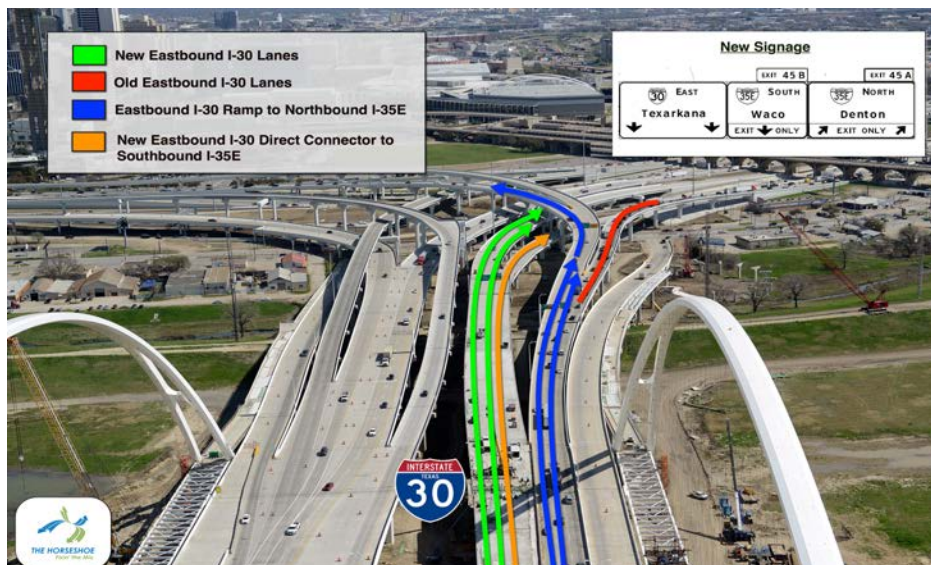 New Eastbound I-30 Lanes
Old Eastbound I-30 Lanes
Eastbound I-30 Ramp to Northbound I-35E
New Eastbound I-30 Direct Connector to
Southbound I-35E
New Signage
EXIT 45 B
EXIT 45 A
30 EAST
35E SOUTH
35E NORTH
Texarkana
Waco
Denton
EXIT ONLY
EXIT ONLY
INTERSTATE
TEXAS
30
THE HORSESHOE